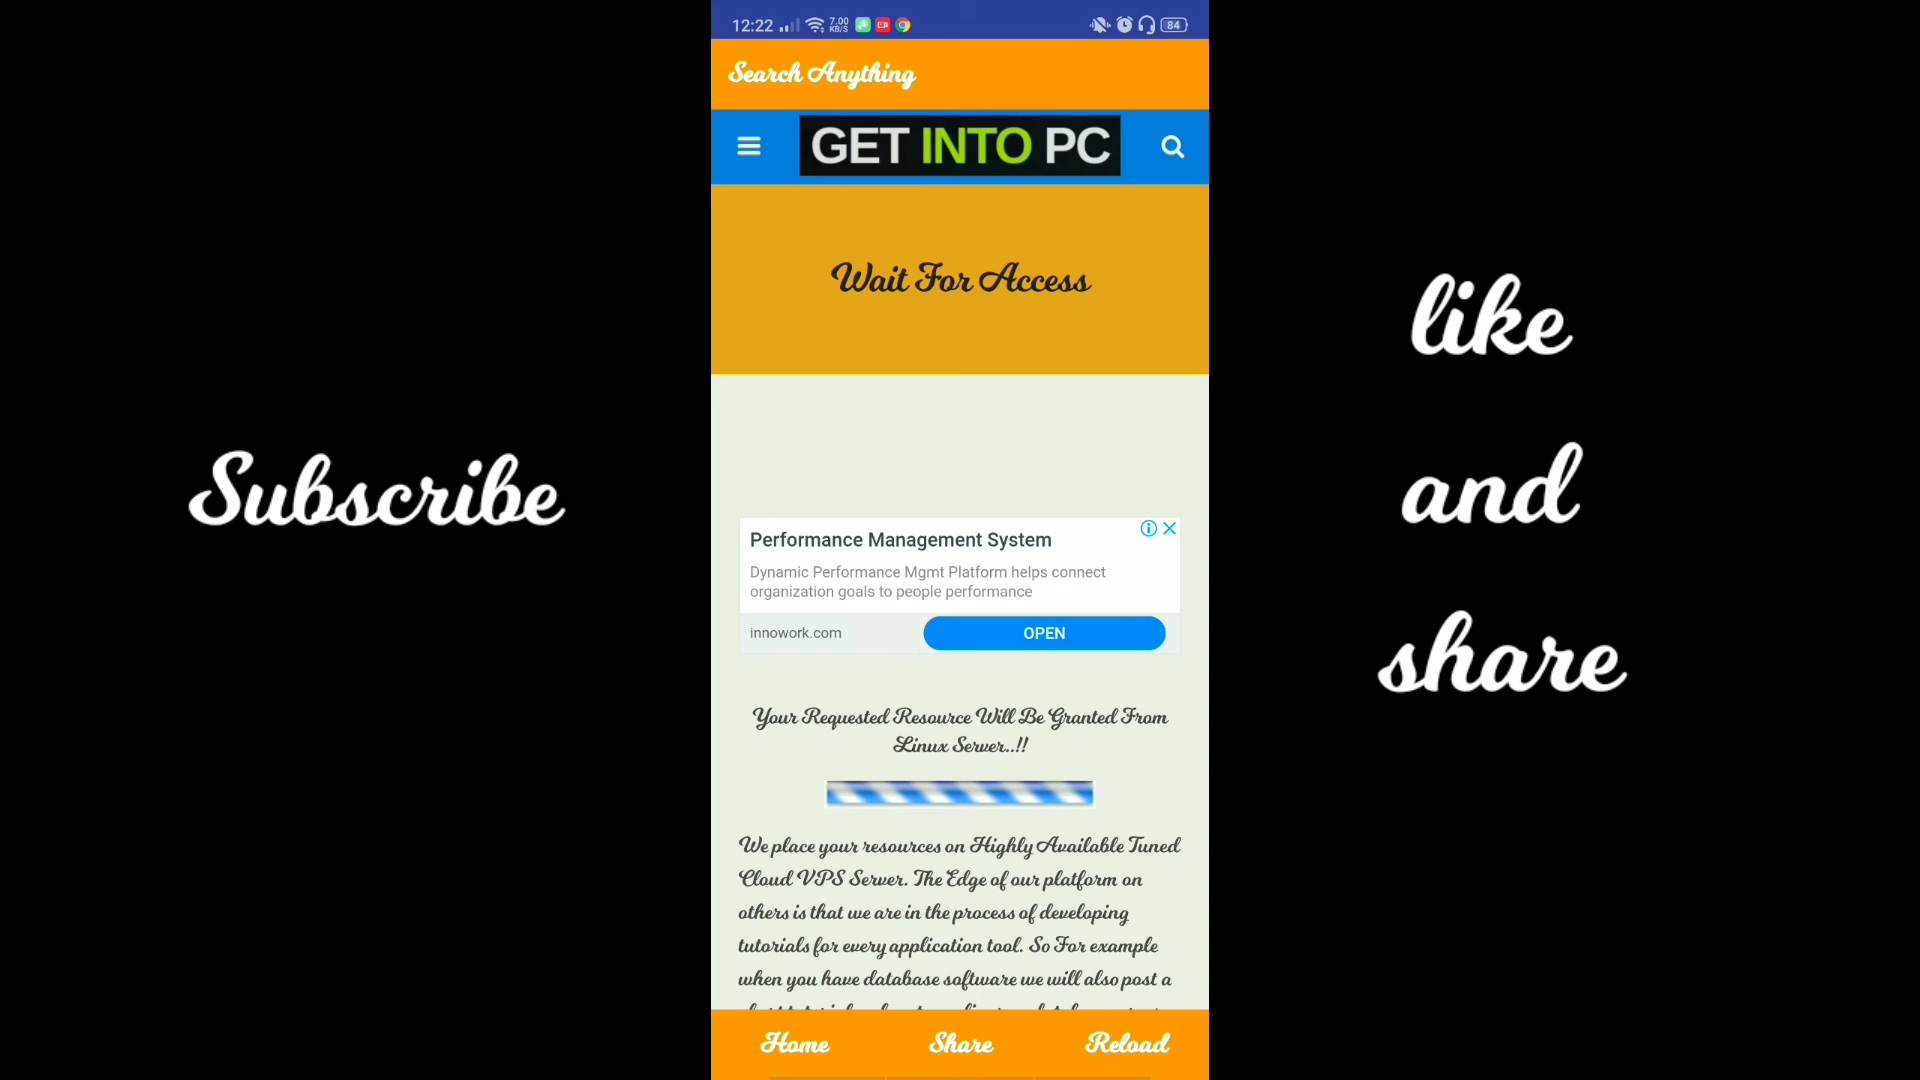 12:22 7.00 KB/S 84
Search Anything
GET INTO PC
Wait For Access
Subscribe
like
and
share
Performance Management System
Dynamic Performance Mgmt Platform helps connect
organization goals to people performance
innowork.com OPEN
Your Requested Resource Will Be Granted From
Linux Server..!!
We place your resources on Highly Available Tuned
Cloud VPS Server. The Edge of our platform on
others is that we are in the process of developing
tutorials for every application tool. So For example
when you have database software we will also post a
Home Share Reload